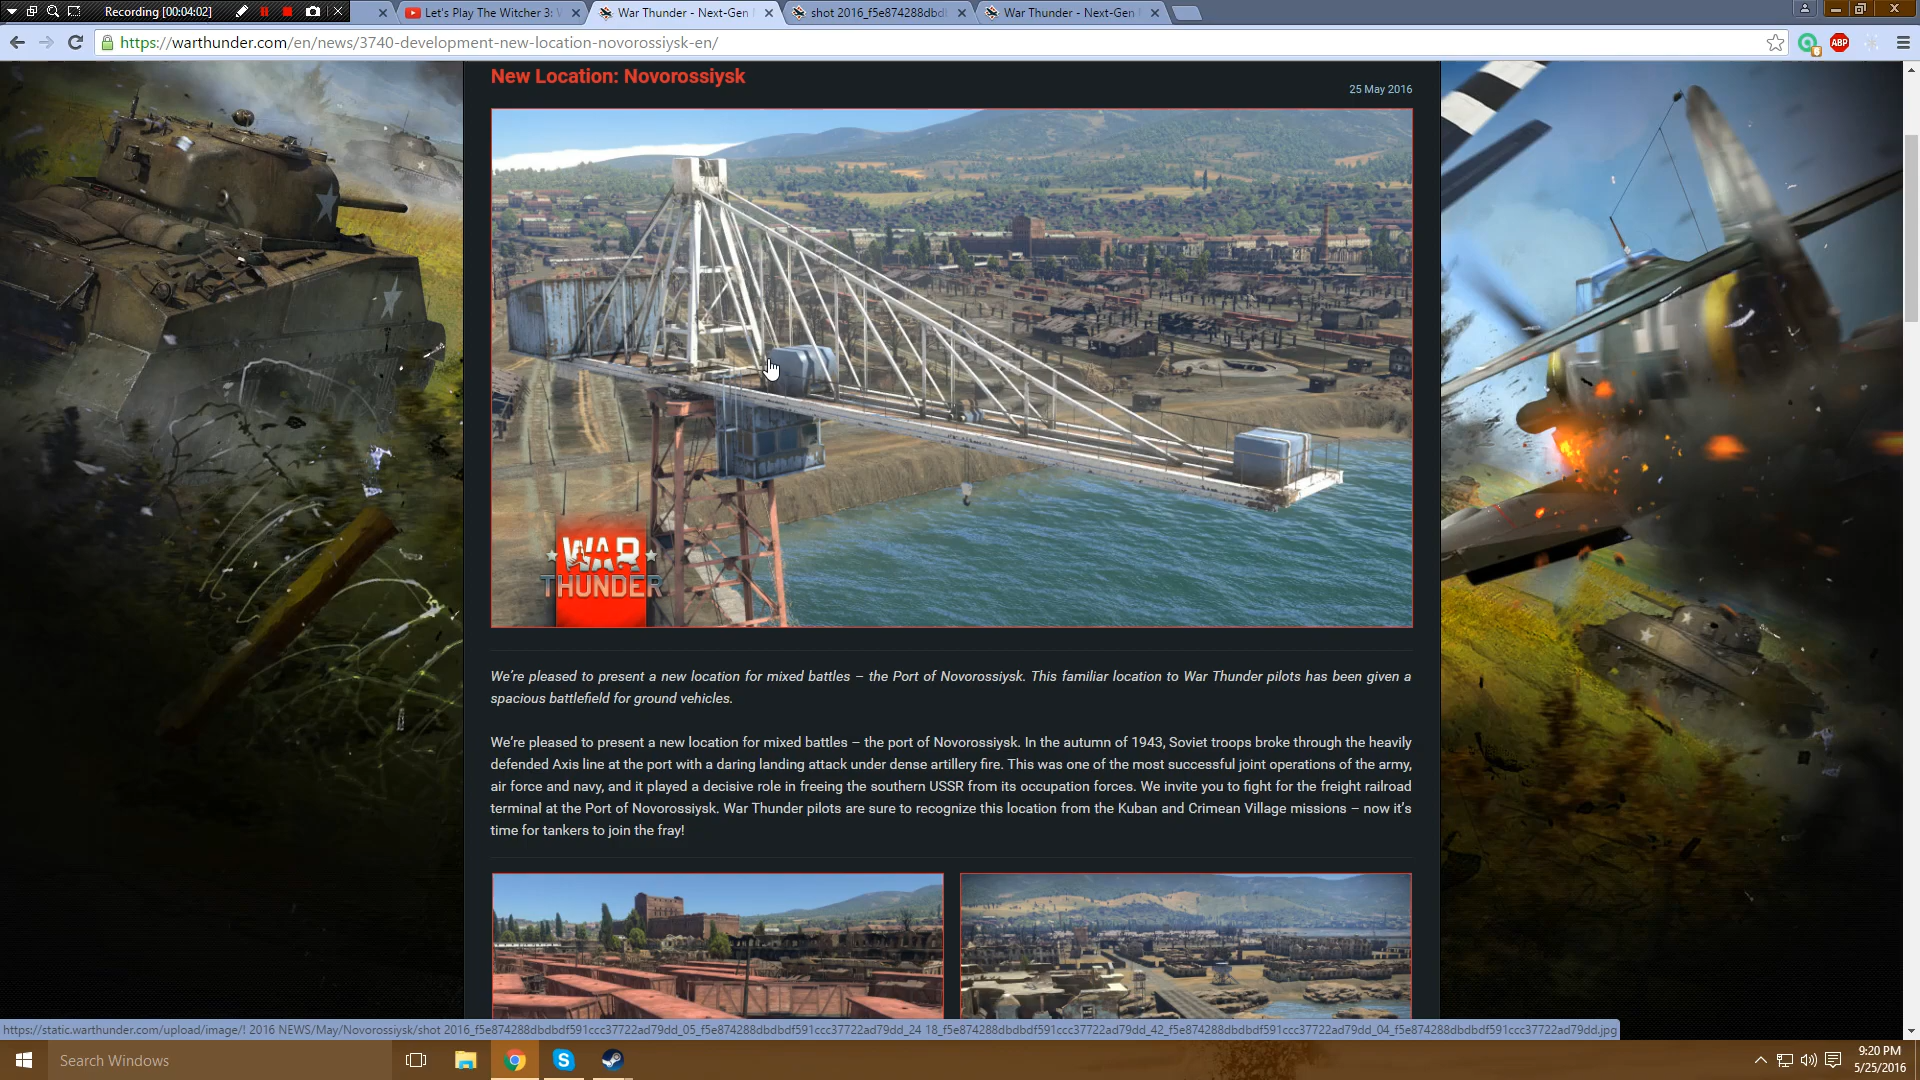 Recording [00:04:02]
Let's Play The Witcher 3:
War Thunder - Next-Gen
shot 2016_f5e874288dbd
War Thunder - Next-Gen
https://warthunder.com/en/news/3740-development-new-location-novorossiysk-en/
ABP
New Location: Novorossiysk
25 May 2016
WAR
THUNDER
We're pleased to present a new location for mixed battles – the Port of Novorossiysk. This familiar location to War Thunder pilots has been given a
spacious battlefield for ground vehicles.
We're pleased to present a new location for mixed battles – the port of Novorossiysk. In the autumn of 1943, Soviet troops broke through the heavily
defended Axis line at the port with a daring landing attack under dense artillery fire. This was one of the most successful joint operations of the army,
air force and navy, and it played a decisive role in freeing the southern USSR from its occupation forces. We invite you to fight for the freight railroad
terminal at the Port of Novorossiysk. War Thunder pilots are sure to recognize this location from the Kuban and Crimean Village missions – now it's
time for tankers to join the fray!
https://static.warthunder.com/upload/image/! 2016 NEWS/May/Novorossiysk/shot 2016_f5e874288dbdbdf591ccc37722ad79dd_05_f5e874288dbdbdf591ccc37722ad79dd_24 18_f5e874288dbdbdf591ccc37722ad79dd_42_f5e874288dbdbdf591ccc37722ad79dd_04_f5e874288dbdbdf591ccc37722ad79dd.jpg
Search Windows
9:20 PM
5/25/2016